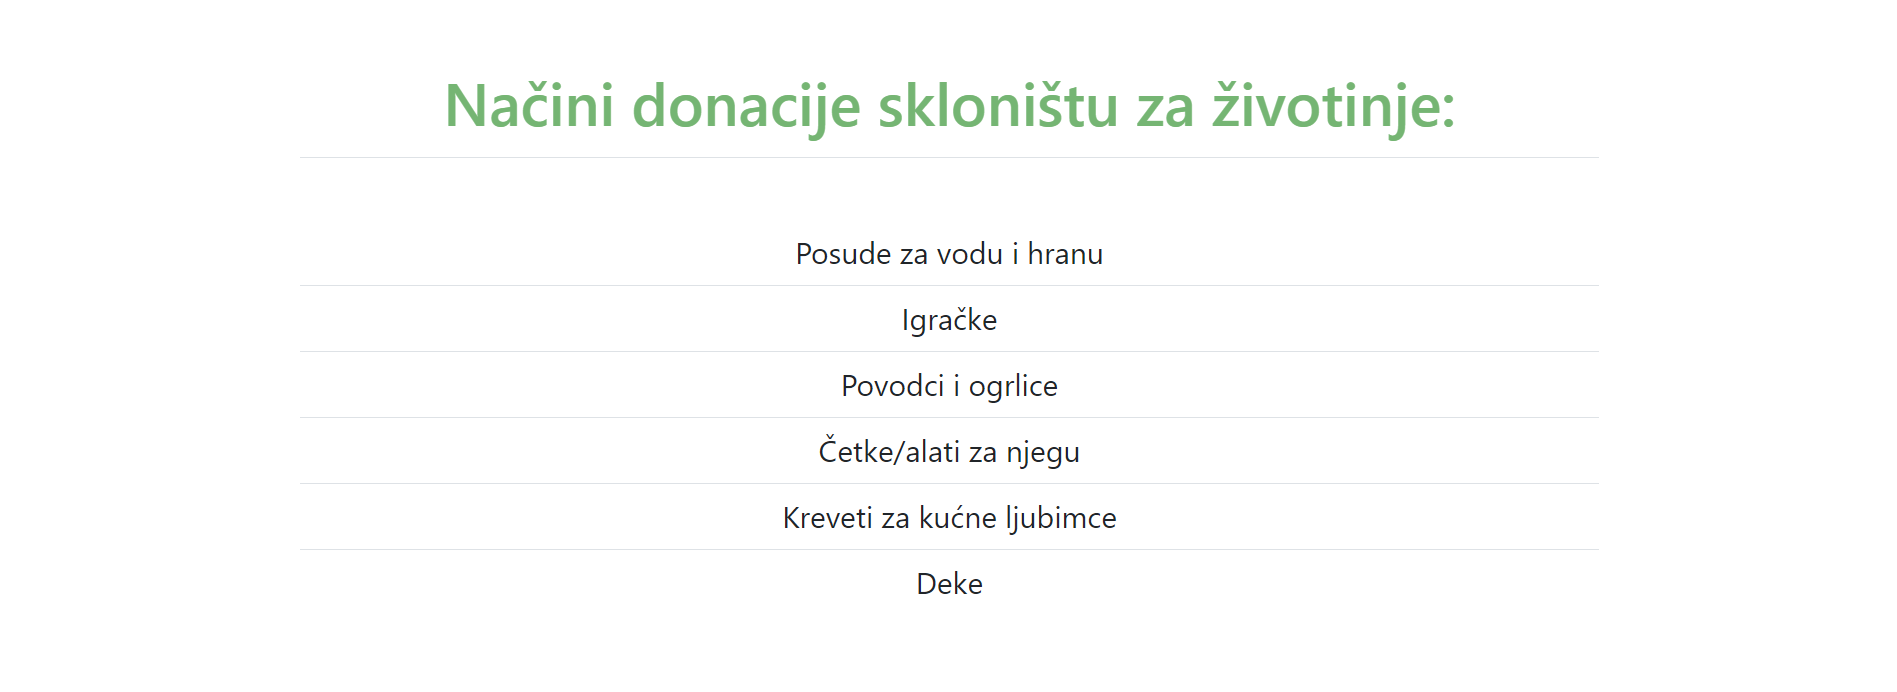 Načini donacije skloništu za životinje:
Posude za vodu i hranu
Igračke
Povodci i ogrlice
Četke/alati za njegu
Kreveti za kućne ljubimce
Deke